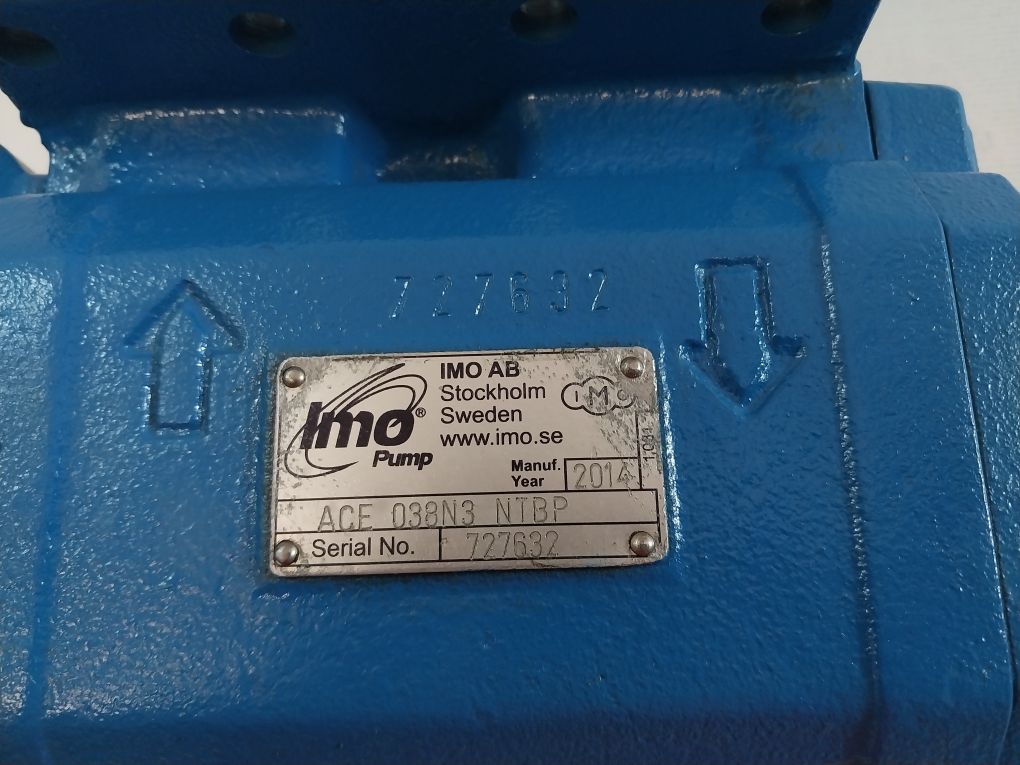 727632
IMO AB
Stockholm
Sweden
www.imo.se
IMO
Imo®
Pump
Manuf.
Year
2014
ACE 038N3 NTBP
Serial No.
727632